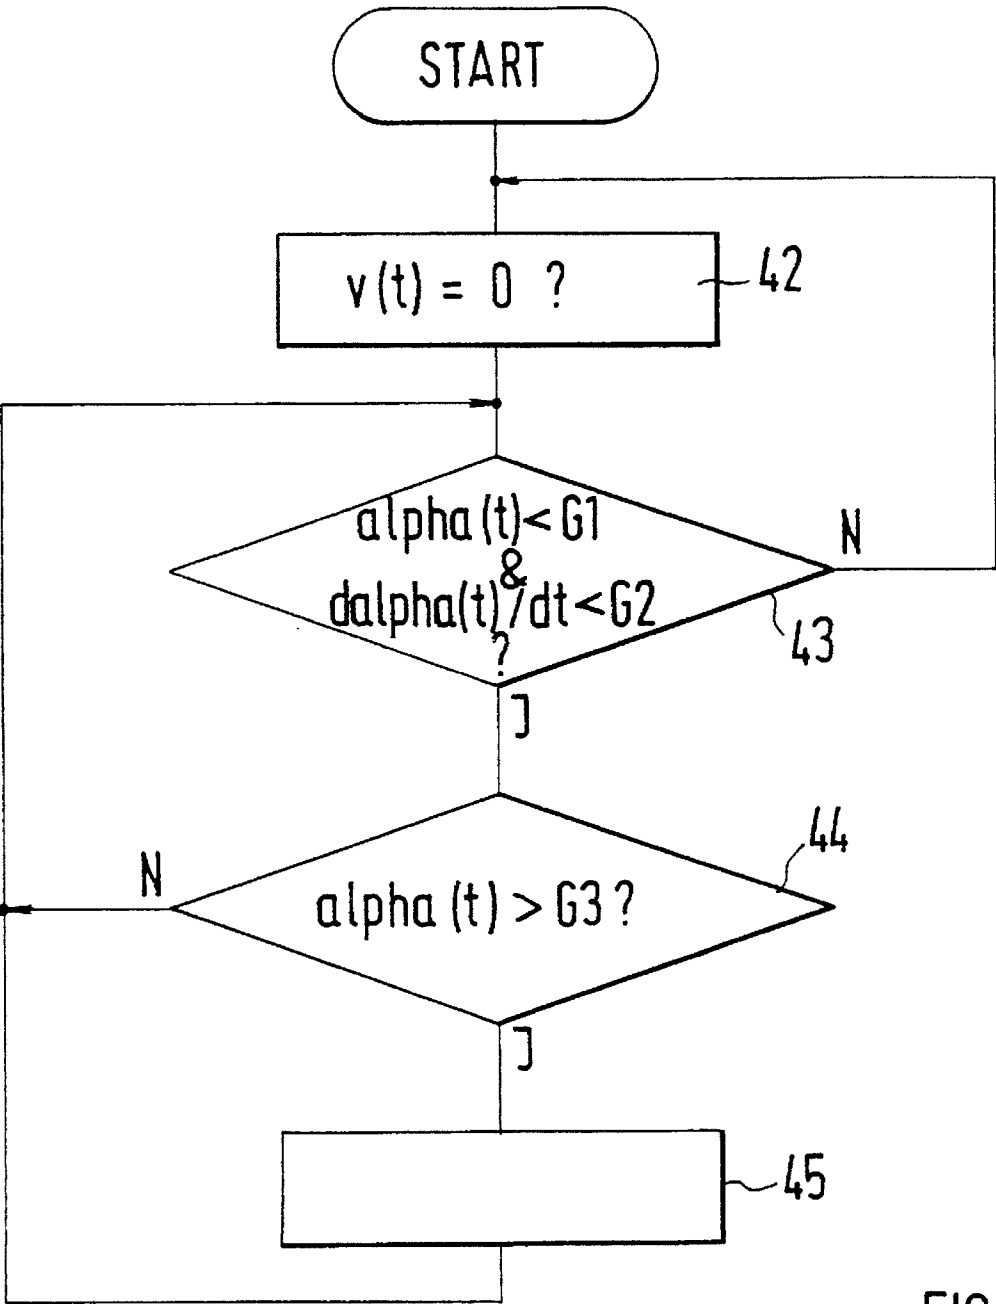 START
v(t) = 0 ?
42
alpha(t)<G1
&
dalpha(t)/dt<G2
?
N
43
J
44
N
alpha(t) > G3?
J
45